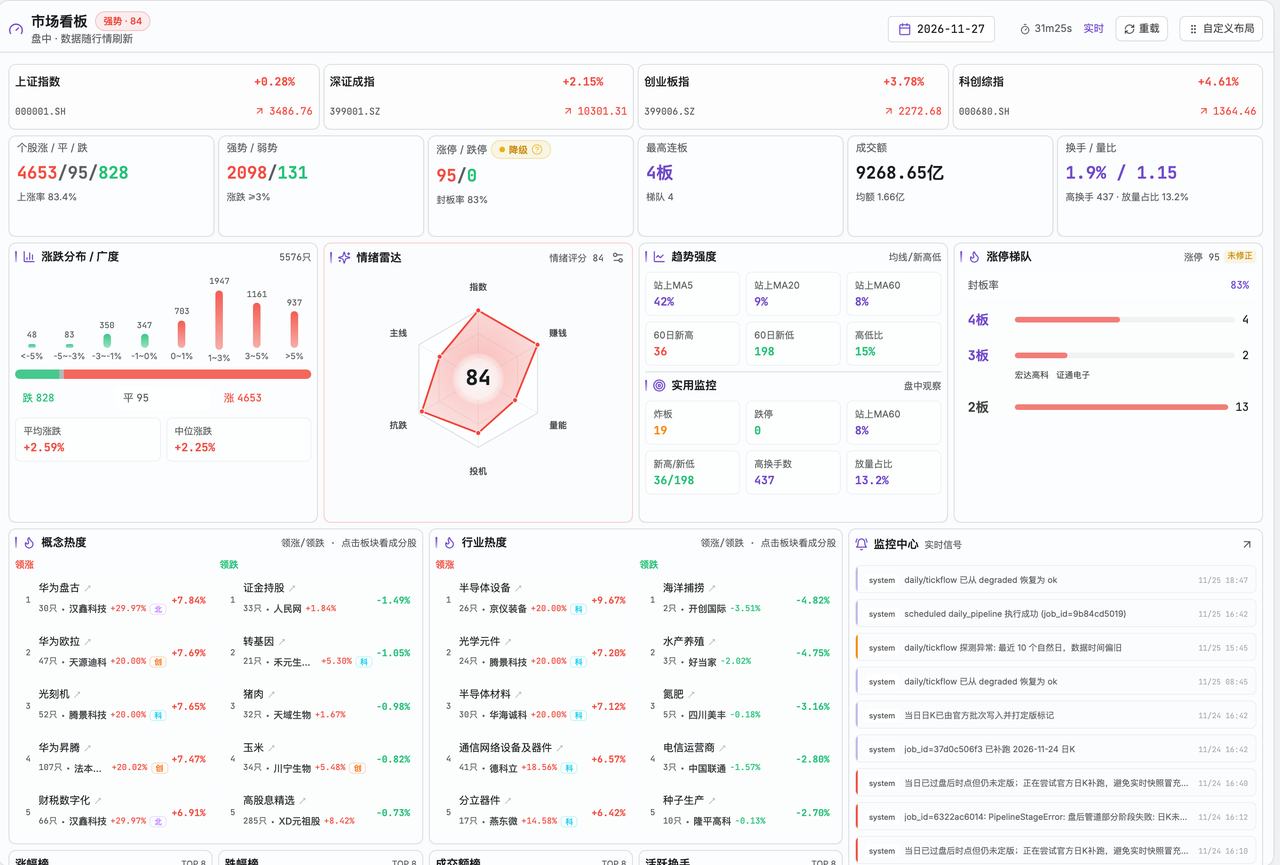 市场看板 强势 · 84
盘中 · 数据随行情刷新
2026-11-27 31m25s 实时 重载 自定义布局
上证指数 +0.28%
000001.SH 3486.76
深证成指 +2.15%
399001.SZ 10301.31
创业板指 +3.78%
399006.SZ 2272.68
科创综指 +4.61%
000680.SH 1364.46
个股涨 / 平 / 跌
4653/95/828
上涨率 83.4%
强势 / 弱势
2098/131
涨跌 ≥3%
涨停 / 跌停 降级
95/0
封板率 83%
最高连板
4板
梯队 4
成交额
9268.65亿
均额 1.66亿
换手 / 量比
1.9% / 1.15
高换手 437 · 放量占比 13.2%
涨跌分布 / 广度 5576只
48 83 350 347 703 1947 1161 937
<-5% -5~-3% -3~-1% -1~0% 0~1% 1~3% 3~5% >5%
跌 828 平 95 涨 4653
平均涨跌
+2.59%
中位涨跌
+2.25%
情绪雷达 情绪评分 84
指数
主线 赚钱
84
抗跌 量能
投机
趋势强度 均线/新高低
站上MA5 站上MA20 站上MA60
42% 9% 8%
60日新高 60日新低 高低比
36 198 15%
实用监控 盘中观察
炸板 跌停 站上MA60
19 0 8%
新高/新低 高换手数 放量占比
36/198 437 13.2%
涨停梯队 涨停 95 未修正
封板率 83%
4板 4
3板 2
宏达高科 证通电子
2板 13
概念热度 领涨/领跌 · 点击板块看成分股
领涨
1 华为盘古 +7.84%
30只 • 汉鑫科技 +29.97% 北
2 华为欧拉 +7.69%
47只 • 天源迪科 +20.00% 创
3 光刻机 +7.65%
52只 • 腾景科技 +20.00% 科
4 华为昇腾 +7.47%
107只 • 法本... +20.02% 创
5 财税数字化 +6.91%
66只 • 汉鑫科技 +29.97% 北
领跌
1 证金持股 -1.49%
33只 • 人民网 +1.84%
2 转基因 -1.05%
21只 • 禾元生... +5.30% 科
3 猪肉 -0.98%
32只 • 天域生物 +1.67%
4 玉米 -0.82%
34只 • 川宁生物 +5.48% 创
5 高股息精选 -0.73%
285只 • XD元祖股 +8.42%
行业热度 领涨/领跌 · 点击板块看成分股
领涨
1 半导体设备 +9.67%
26只 • 京仪装备 +20.00% 科
2 光学元件 +7.20%
24只 • 腾景科技 +20.00% 科
3 半导体材料 +7.12%
30只 • 华海诚科 +20.00% 科
4 通信网络设备及器件 +6.57%
41只 • 德科立 +18.56% 科
5 分立器件 +6.42%
17只 • 燕东微 +14.58% 科
领跌
1 海洋捕捞 -4.82%
2只 • 开创国际 -3.51%
2 水产养殖 -4.75%
3只 • 好当家 -2.02%
3 氮肥 -3.16%
5只 • 四川美丰 -0.18%
4 电信运营商 -2.80%
3只 • 中国联通 -1.57%
5 种子生产 -2.70%
10只 • 隆平高科 -0.13%
监控中心 实时信号
system daily/tickflow 已从 degraded 恢复为 ok 11/25 18:47
system scheduled daily_pipeline 执行成功 (job_id=9b84cd5019) 11/25 16:42
system daily/tickflow 探测异常: 最近 10 个自然日, 数据时间偏旧 11/25 15:45
system daily/tickflow 已从 degraded 恢复为 ok 11/25 08:45
system 当日日K已由官方批次写入并打定版标记 11/24 16:42
system job_id=37d0c506f3 已补跑 2026-11-24 日K 11/24 16:42
system 当日已过盘后时点但仍未定版；正在尝试官方日K补跑，避免实时快照冒充... 11/24 16:40
system job_id=6322ac6014: PipelineStageError: 盘后管道部分阶段失败: 日K未... 11/24 16:12
system 当日已过盘后时点但仍未定版；正在尝试官方日K补跑，避免实时快照冒充... 11/24 16:10
涨幅榜 TOP 8 跌幅榜 TOP 8 成交额榜 TOP 8 活跃换手 TOP 8